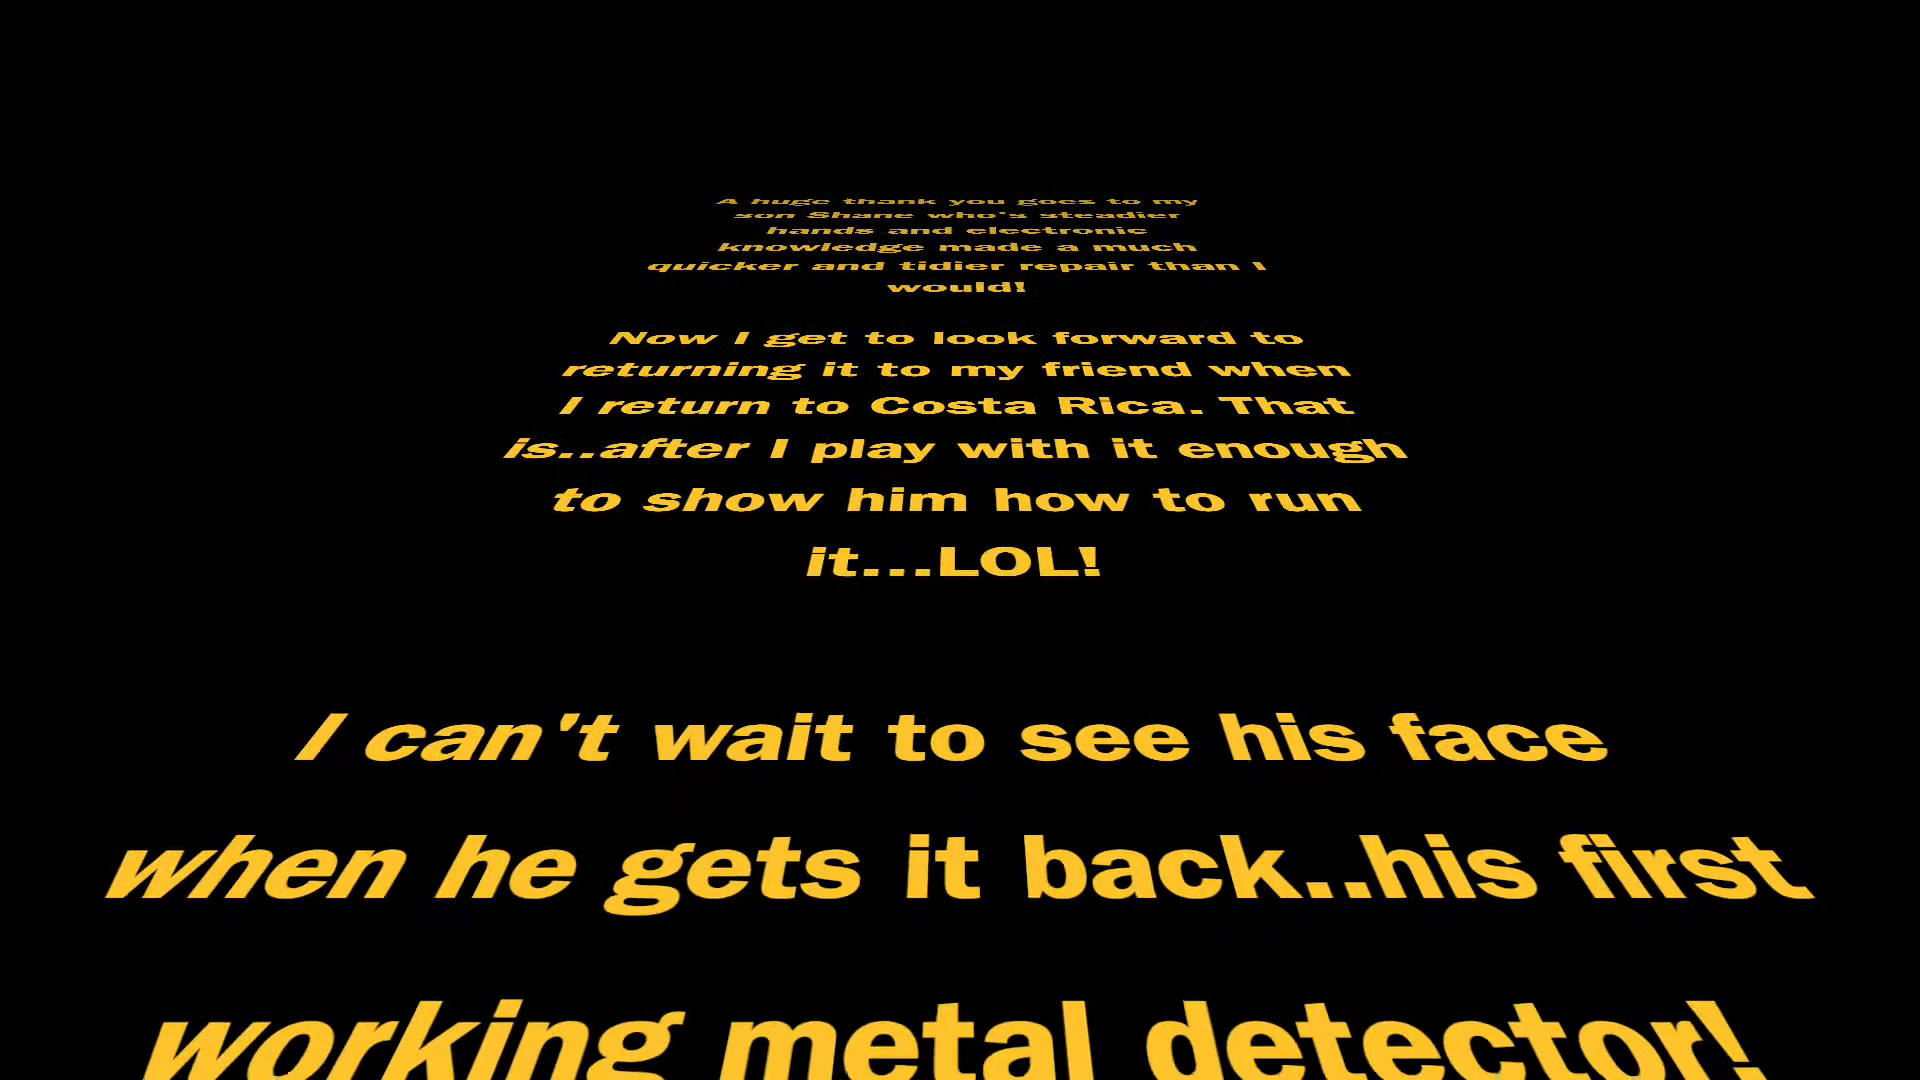 A huge thank you goes to my
son Shane who's steadier
hands and electronic
knowledge made a much
quicker and tidier repair than I
would!
Now I get to look forward to
returning it to my friend when
I return to Costa Rica. That
is..after I play with it enough
to show him how to run
it...LOL!
I can't wait to see his face
when he gets it back..his first
working metal detector!